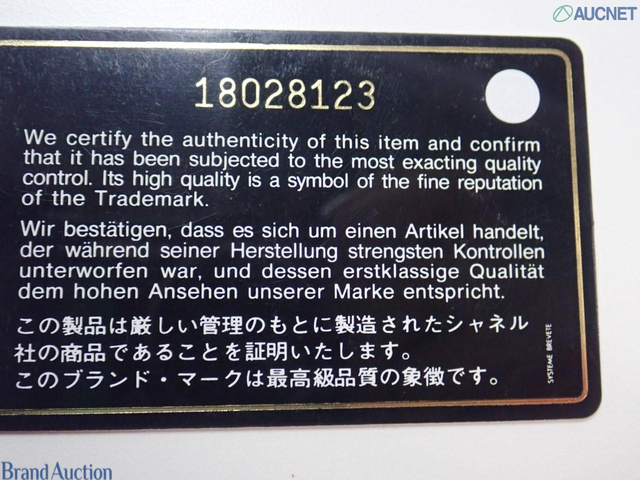 AUCNET
18028123
We certify the authenticity of this item and confirm
that it has been subjected to the most exacting quality
control. Its high quality is a symbol of the fine reputation
of the Trademark.
Wir bestätigen, dass es sich um einen Artikel handelt,
der während seiner Herstellung strengsten Kontrollen
unterworfen war, und dessen erstklassige Qualität
dem hohen Ansehen unserer Marke entspricht.
この製品は厳しい管理のもとに製造されたシャネル
社の商品であることを証明いたします。
このブランド・マークは最高級品質の象徴です。
SYSTEME BREVETE
Brand Auction